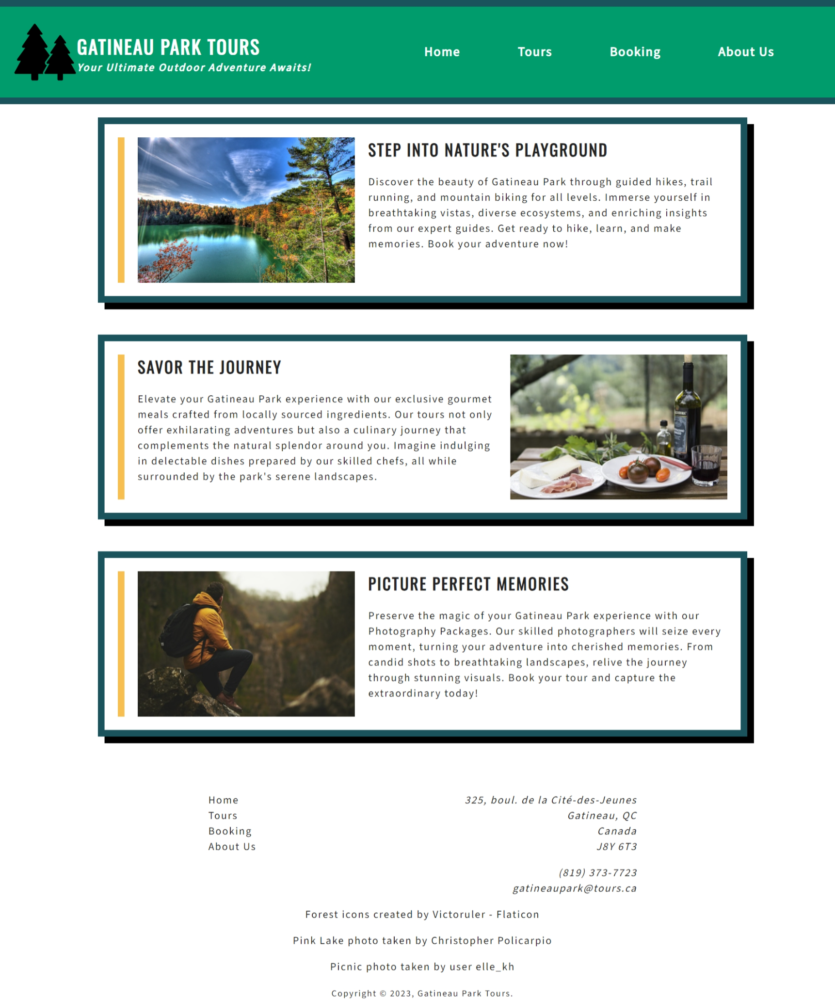 GATINEAU PARK TOURS
Your Ultimate Outdoor Adventure Awaits!
Home
Tours
Booking
About Us
STEP INTO NATURE'S PLAYGROUND
Discover the beauty of Gatineau Park through guided hikes, trail
running, and mountain biking for all levels. Immerse yourself in
breathtaking vistas, diverse ecosystems, and enriching insights
from our expert guides. Get ready to hike, learn, and make
memories. Book your adventure now!
SAVOR THE JOURNEY
Elevate your Gatineau Park experience with our exclusive gourmet
meals crafted from locally sourced ingredients. Our tours not only
offer exhilarating adventures but also a culinary journey that
complements the natural splendor around you. Imagine indulging
in delectable dishes prepared by our skilled chefs, all while
surrounded by the park's serene landscapes.
PICTURE PERFECT MEMORIES
Preserve the magic of your Gatineau Park experience with our
Photography Packages. Our skilled photographers will seize every
moment, turning your adventure into cherished memories. From
candid shots to breathtaking landscapes, relive the journey
through stunning visuals. Book your tour and capture the
extraordinary today!
Home
Tours
Booking
About Us
325, boul. de la Cité-des-Jeunes
Gatineau, QC
Canada
J8Y 6T3
(819) 373-7723
gatineaupark@tours.ca
Forest icons created by Victoruler - Flaticon
Pink Lake photo taken by Christopher Policarpio
Picnic photo taken by user elle_kh
Copyright © 2023, Gatineau Park Tours.